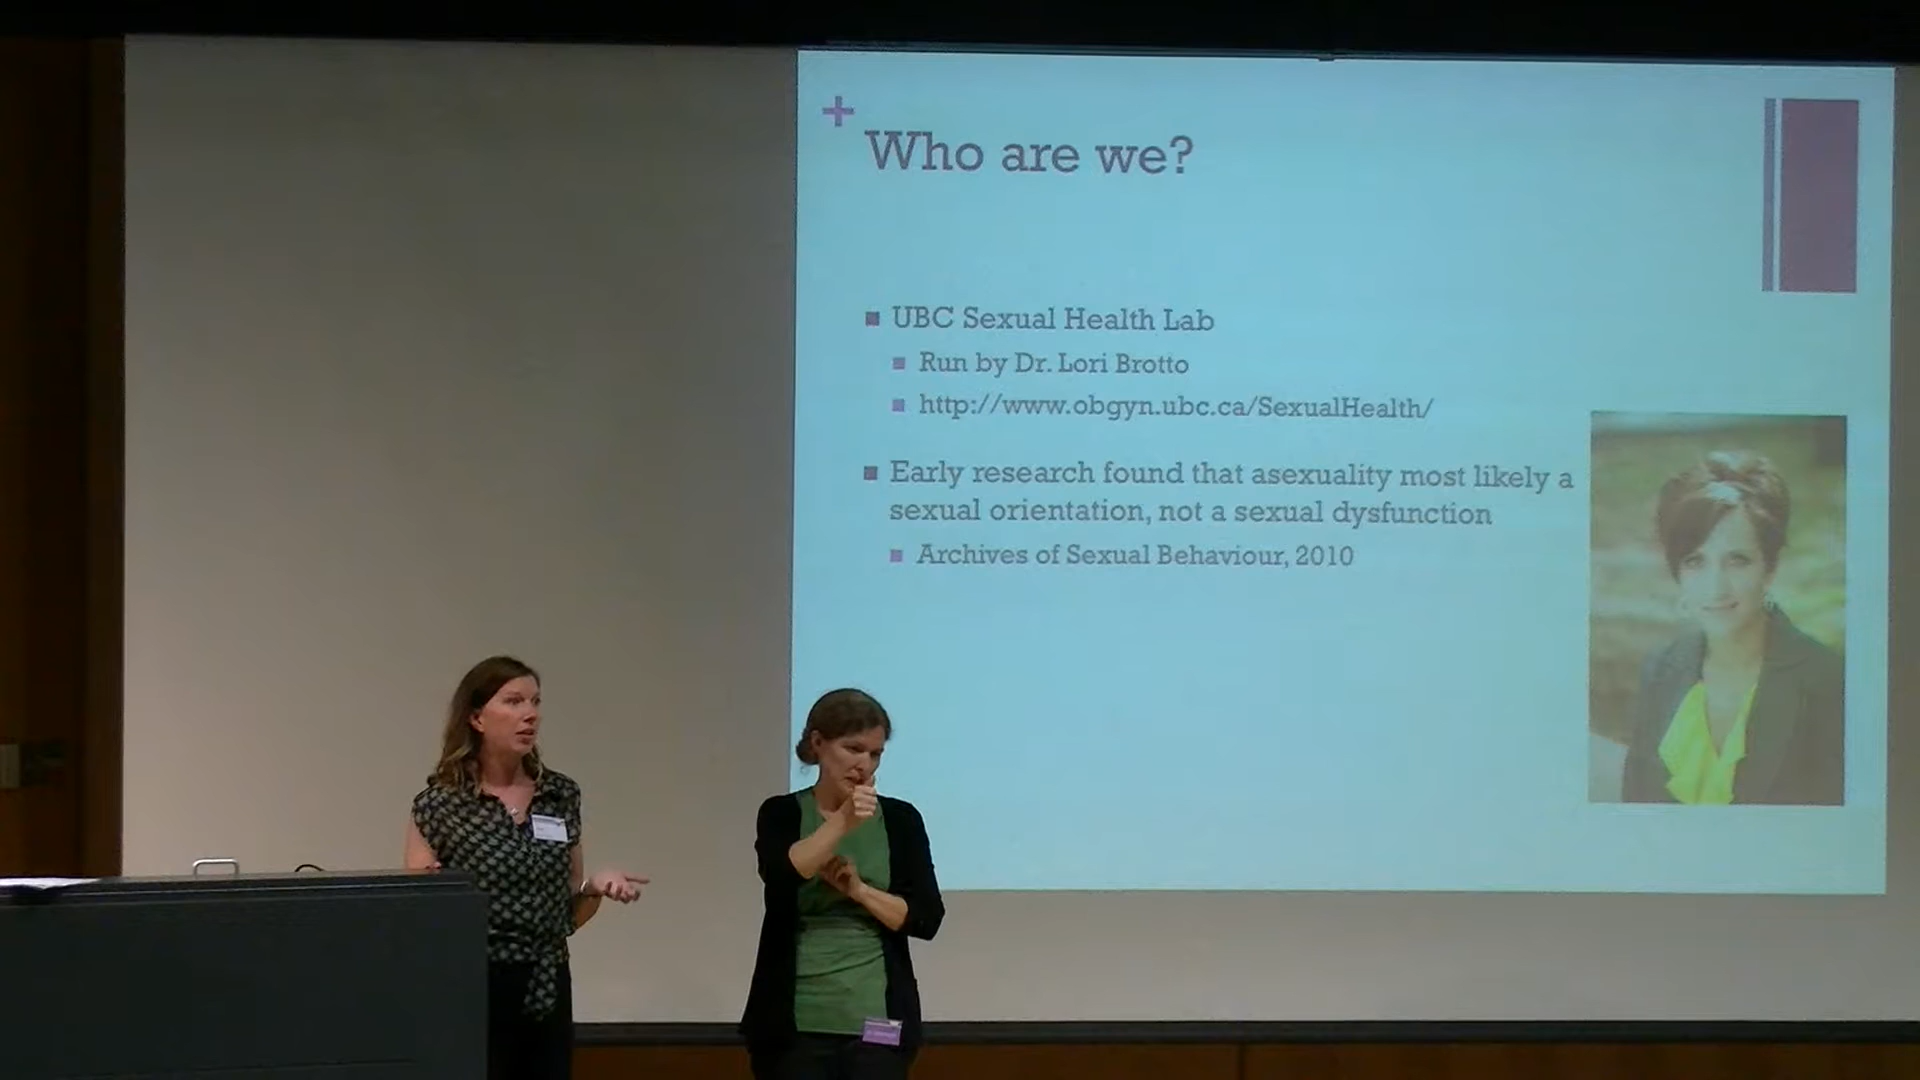 Who are we?
UBC Sexual Health Lab
Run by Dr. Lori Brotto
http://www.obgyn.ubc.ca/SexualHealth/
Early research found that asexuality most likely a
sexual orientation, not a sexual dysfunction
Archives of Sexual Behaviour, 2010